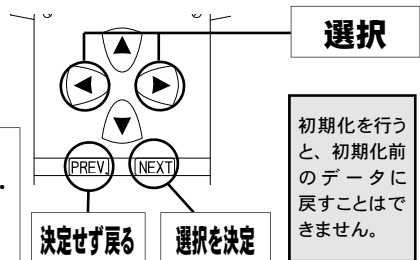 選択
初期化を行う
と、初期化前
のデータに
戻すことはで
きません。
PREV.
NEXT
決定せず戻る
選択を決定